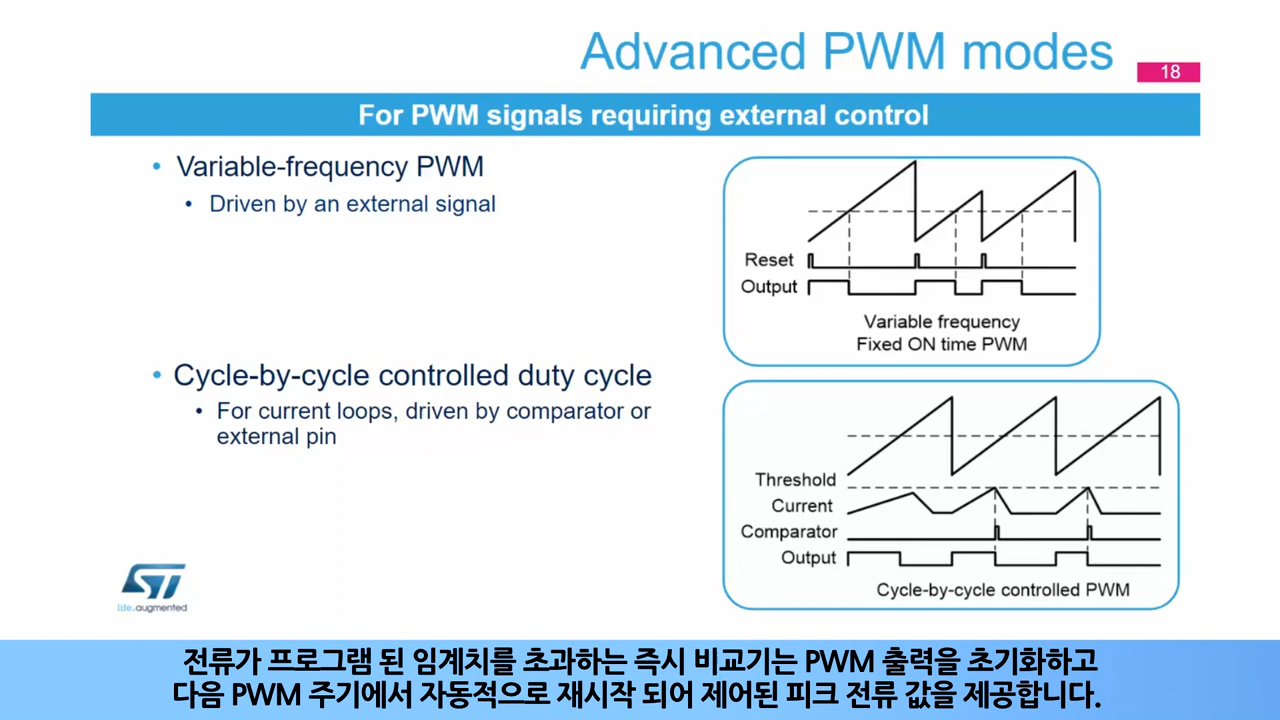 Advanced PWM modes
18
For PWM signals requiring external control
• Variable-frequency PWM
• Driven by an external signal
Reset
Output
Variable frequency
Fixed ON time PWM
• Cycle-by-cycle controlled duty cycle
• For current loops, driven by comparator or
external pin
Threshold
Current
Comparator
Output
Cycle-by-cycle controlled PWM
ST
life.augmented
전류가 프로그램 된 임계치를 초과하는 즉시 비교기는 PWM 출력을 초기화하고
다음 PWM 주기에서 자동적으로 재시작 되어 제어된 피크 전류 값을 제공합니다.